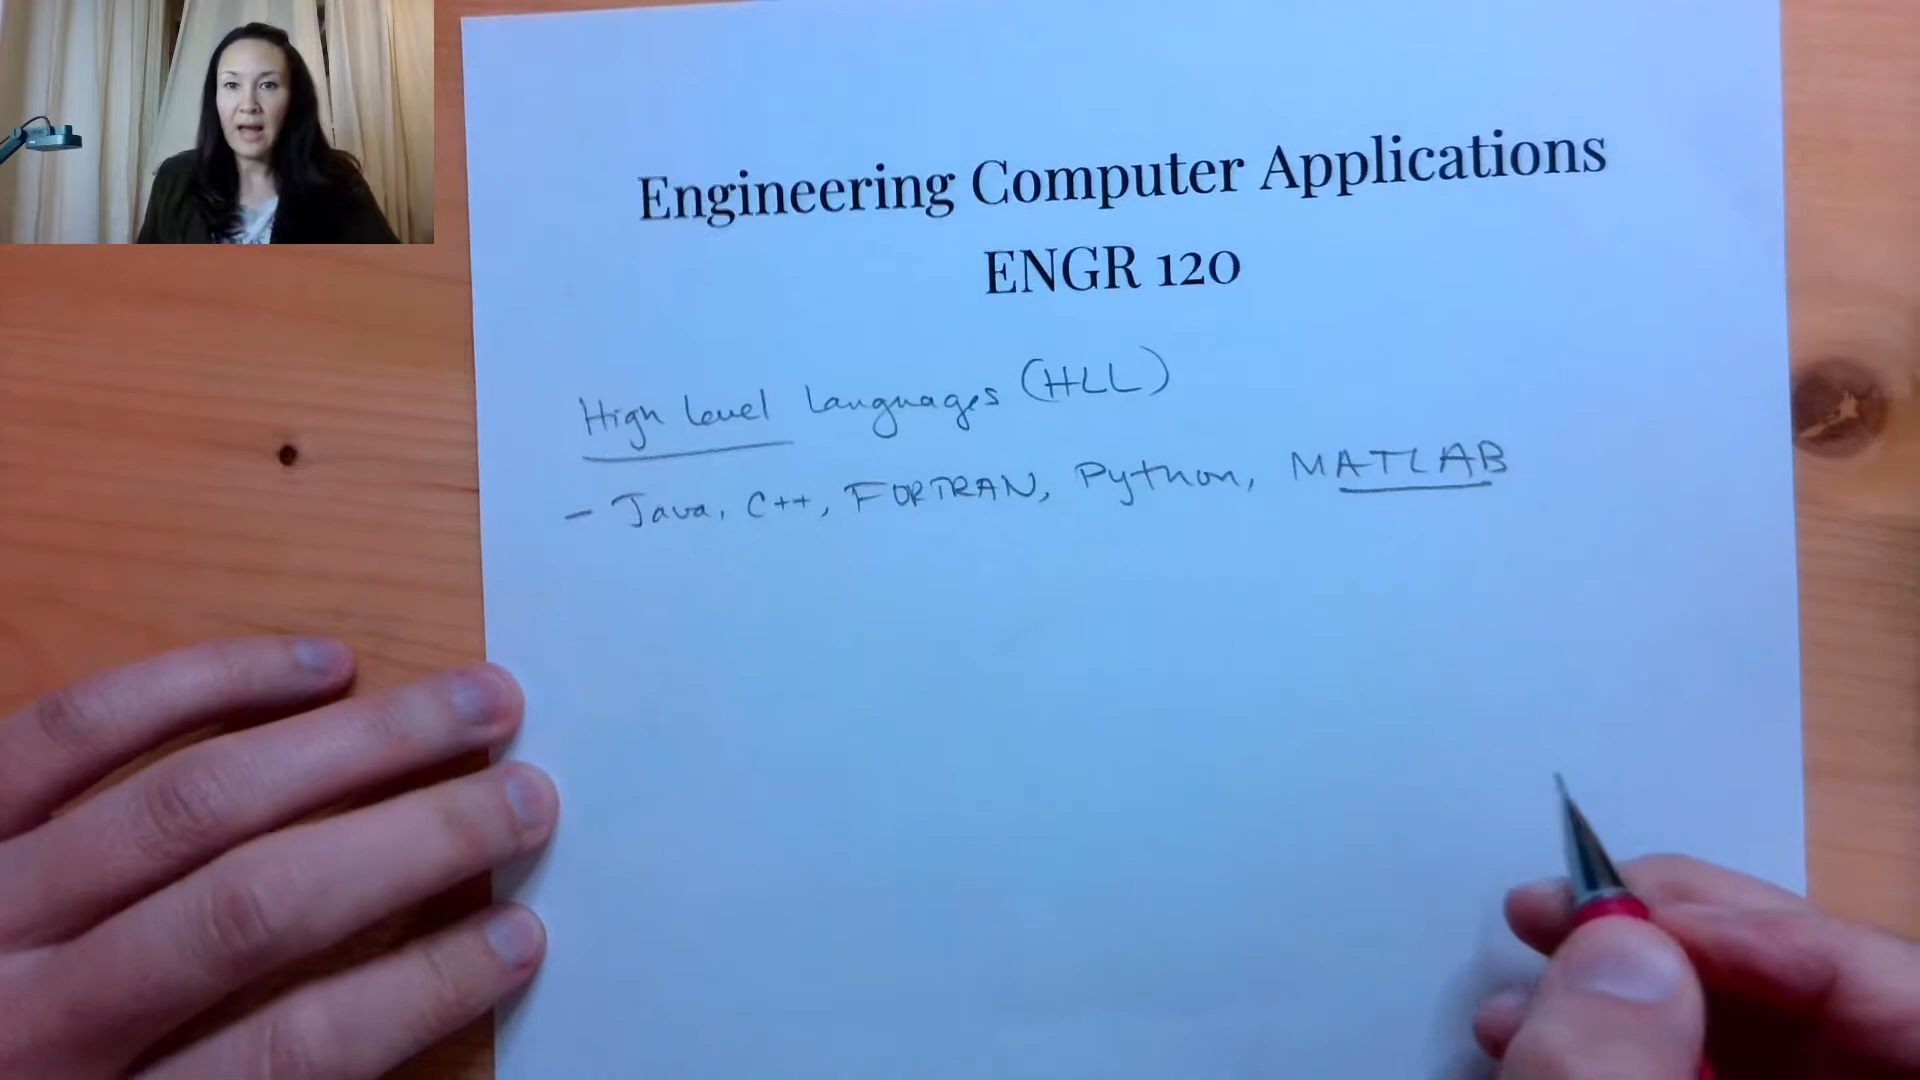 Engineering Computer Applications
ENGR 120
High level languages (HLL)
- Java, C++, FORTRAN, Python, MATLAB